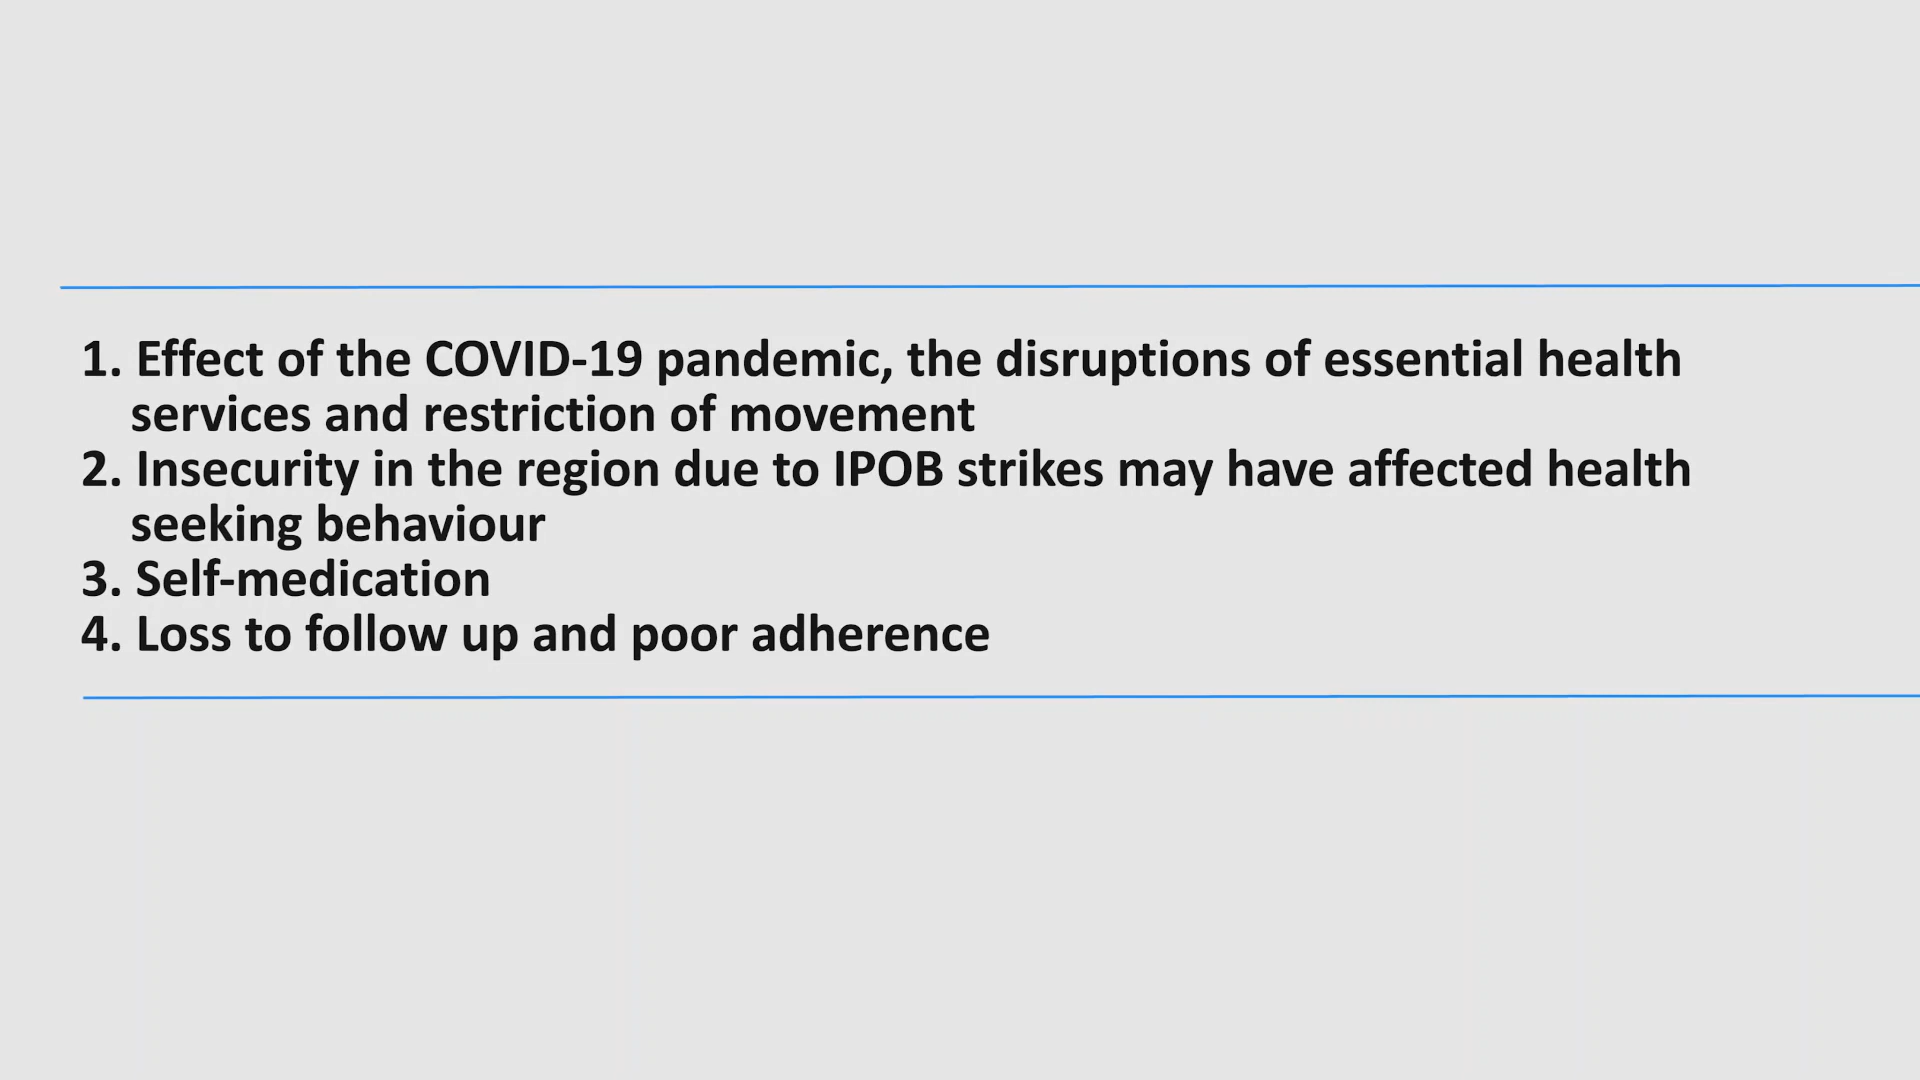 1. Effect of the COVID-19 pandemic, the disruptions of essential health
services and restriction of movement
2. Insecurity in the region due to IPOB strikes may have affected health
seeking behaviour
3. Self-medication
4. Loss to follow up and poor adherence